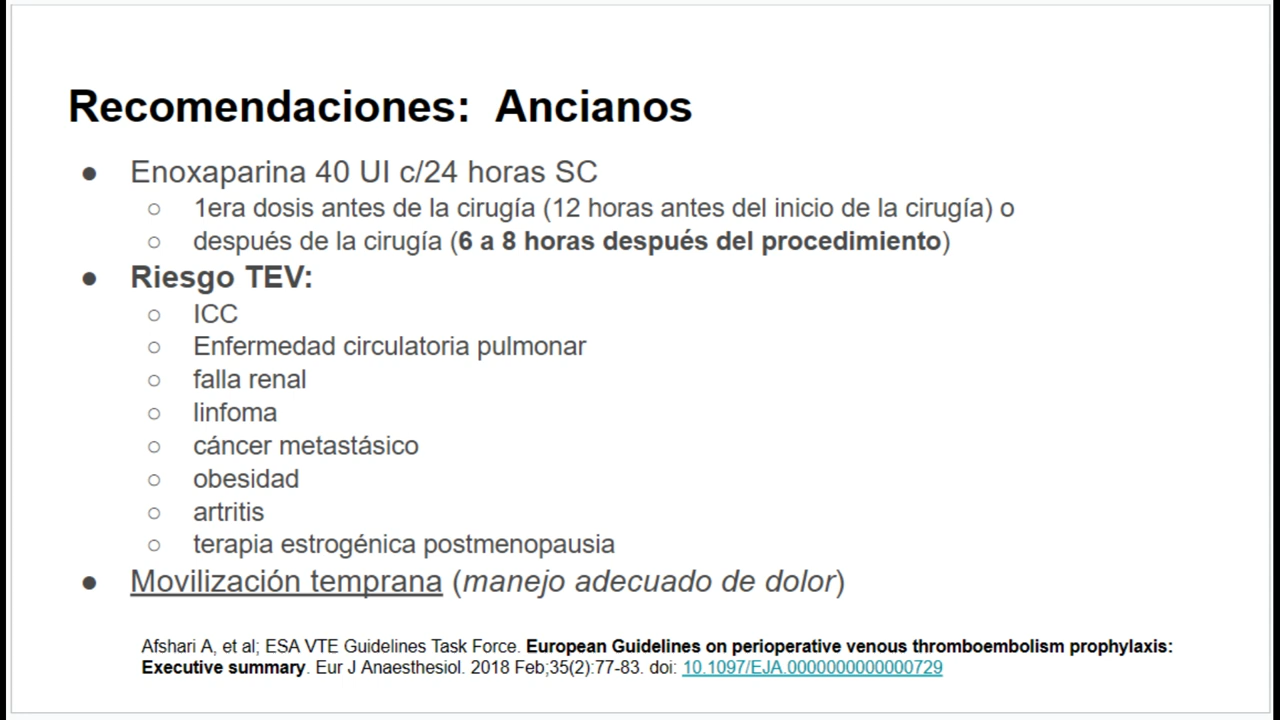 Recomendaciones: Ancianos
● Enoxaparina 40 UI c/24 horas SC
○ 1era dosis antes de la cirugía (12 horas antes del inicio de la cirugía) o
○ después de la cirugía (6 a 8 horas después del procedimiento)
● Riesgo TEV:
○ ICC
○ Enfermedad circulatoria pulmonar
○ falla renal
○ linfoma
○ cáncer metastásico
○ obesidad
○ artritis
○ terapia estrogénica postmenopausia
● Movilización temprana (manejo adecuado de dolor)
Afshari A, et al; ESA VTE Guidelines Task Force. European Guidelines on perioperative venous thromboembolism prophylaxis:
Executive summary. Eur J Anaesthesiol. 2018 Feb;35(2):77-83. doi: 10.1097/EJA.0000000000000729